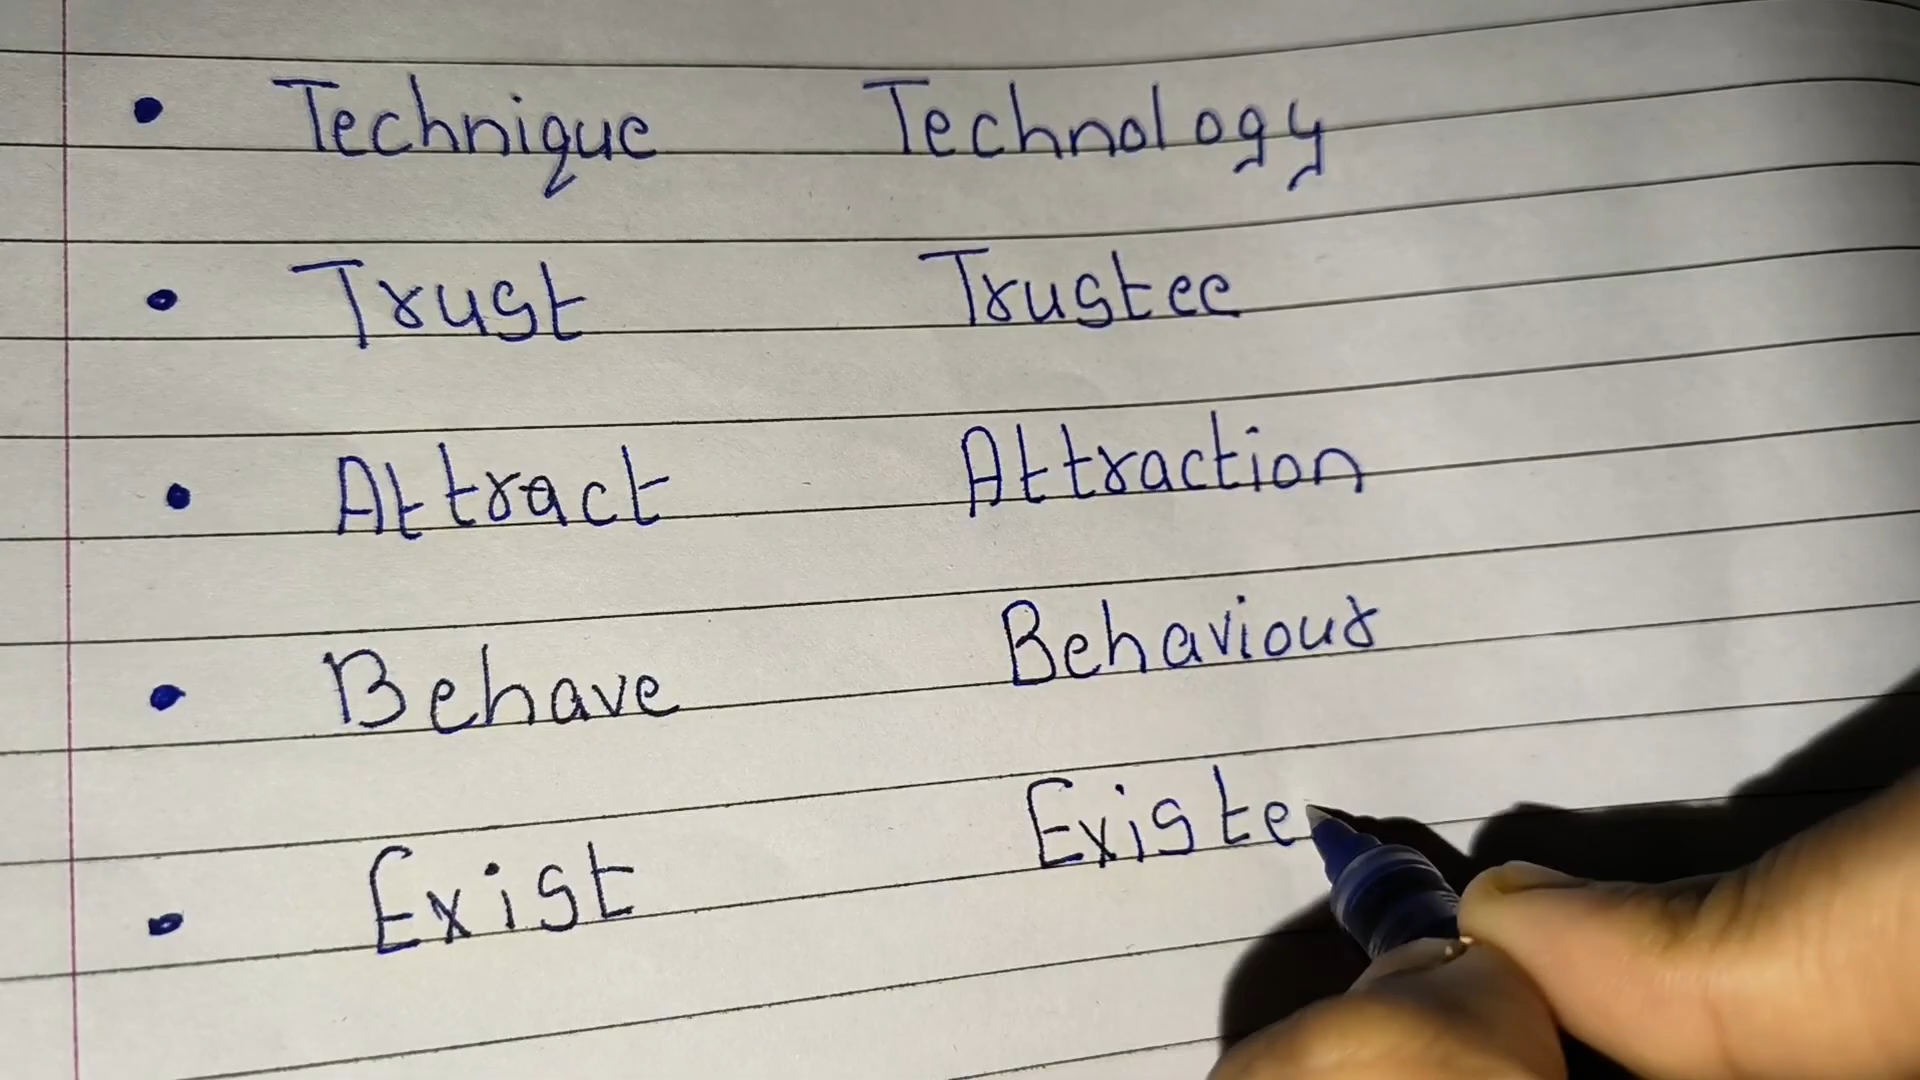 • Technique Technology
• Trust Trustee
• Attract Attraction
• Behave Behaviour
• Exist Existe